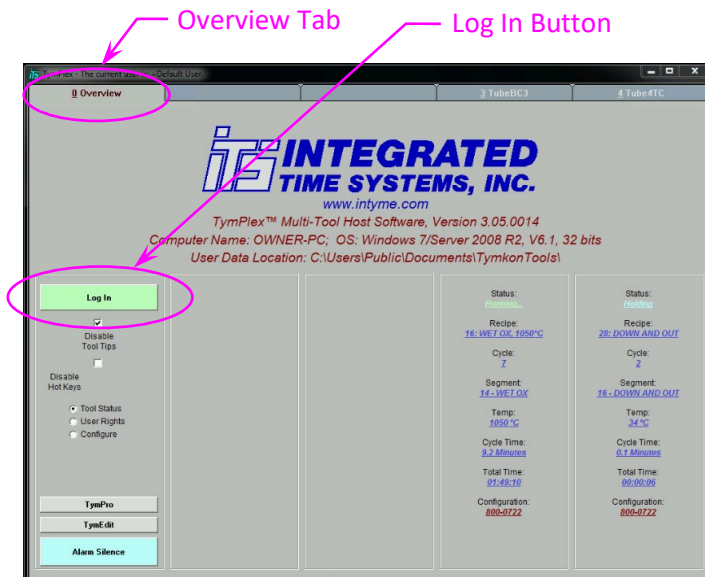 Overview Tab
Log In Button
TymPlex - The current user is: -Default User
0 Overview
3 TubeBC3
4 Tube4TC
iTS INTEGRATED
TIME SYSTEMS, INC.
www.intyme.com
TymPlex™ Multi-Tool Host Software, Version 3.05.0014
Computer Name: OWNER-PC; OS: Windows 7/Server 2008 R2, V6.1, 32 bits
User Data Location: C:\Users\Public\Documents\TymkonTools\
Log In
Disable
Tool Tips
Disable
Hot Keys
Tool Status
User Rights
Configure
TymPro
TymEdit
Alarm Silence
Status:
Running...
Recipe:
16: WET OX, 1050°C
Cycle:
7
Segment:
14 - WET OX
Temp:
1050 °C
Cycle Time:
9.2 Minutes
Total Time:
01:49:10
Configuration:
800-0722
Status:
Holding
Recipe:
28: DOWN AND OUT
Cycle:
2
Segment:
16 - DOWN AND OUT
Temp:
34 °C
Cycle Time:
0.1 Minutes
Total Time:
00:00:06
Configuration:
800-0722